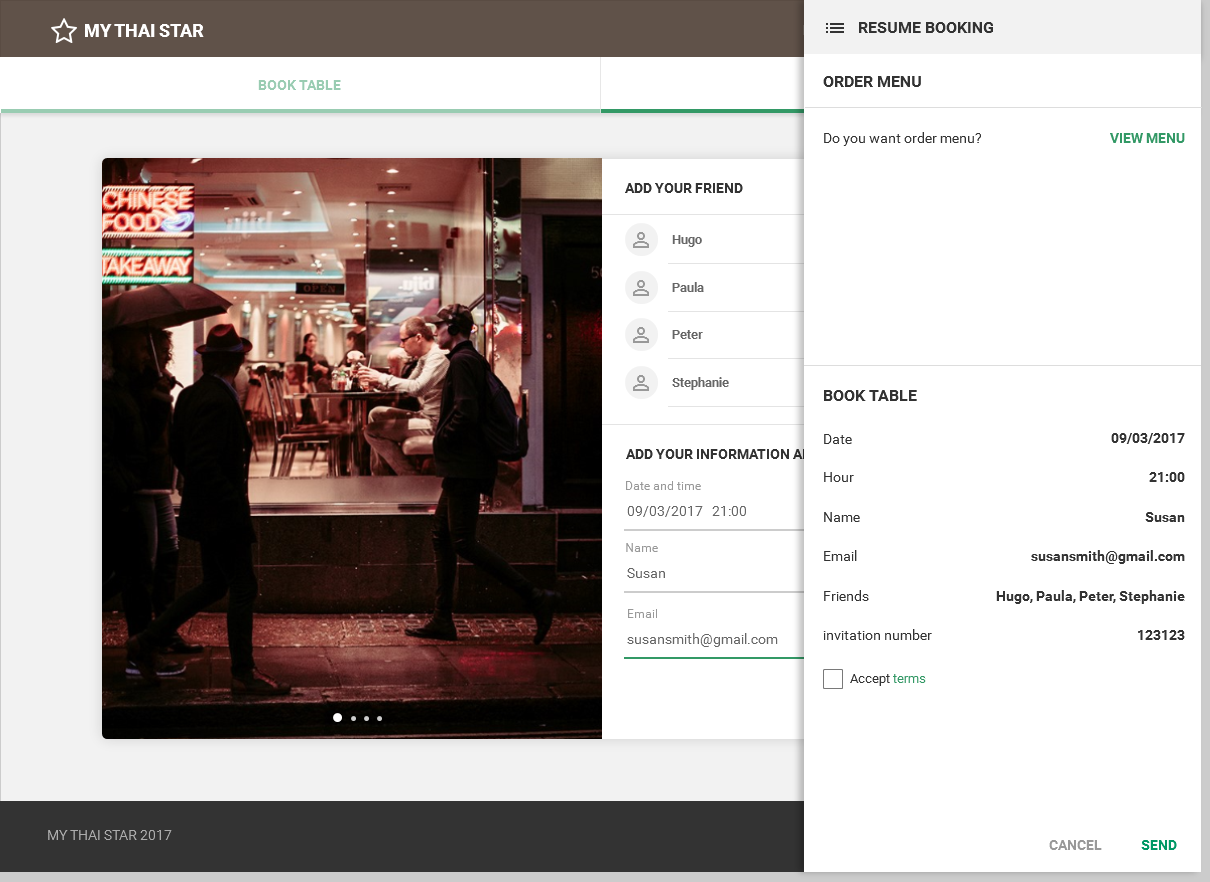 MY THAI STAR
BOOK TABLE
CHINESE
FOOD
TAKEAWAY
OPEN
ADD YOUR FRIEND
Hugo
Paula
Peter
Stephanie
ADD YOUR INFORMATION
Date and time
09/03/2017 21:00
Name
Susan
Email
susansmith@gmail.com
MY THAI STAR 2017
RESUME BOOKING
ORDER MENU
Do you want order menu? VIEW MENU
BOOK TABLE
Date 09/03/2017
Hour 21:00
Name Susan
Email susansmith@gmail.com
Friends Hugo, Paula, Peter, Stephanie
invitation number 123123
Accept terms
CANCEL SEND